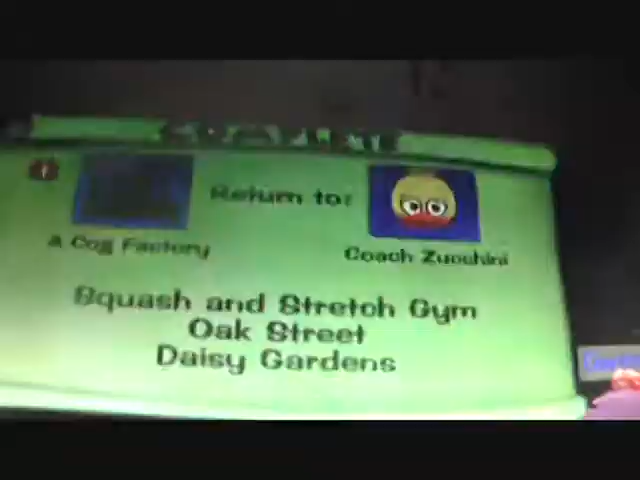 Return to:
a Cog Factory
Coach Zucchini
Squash and Stretch Gym
Oak Street
Daisy Gardens